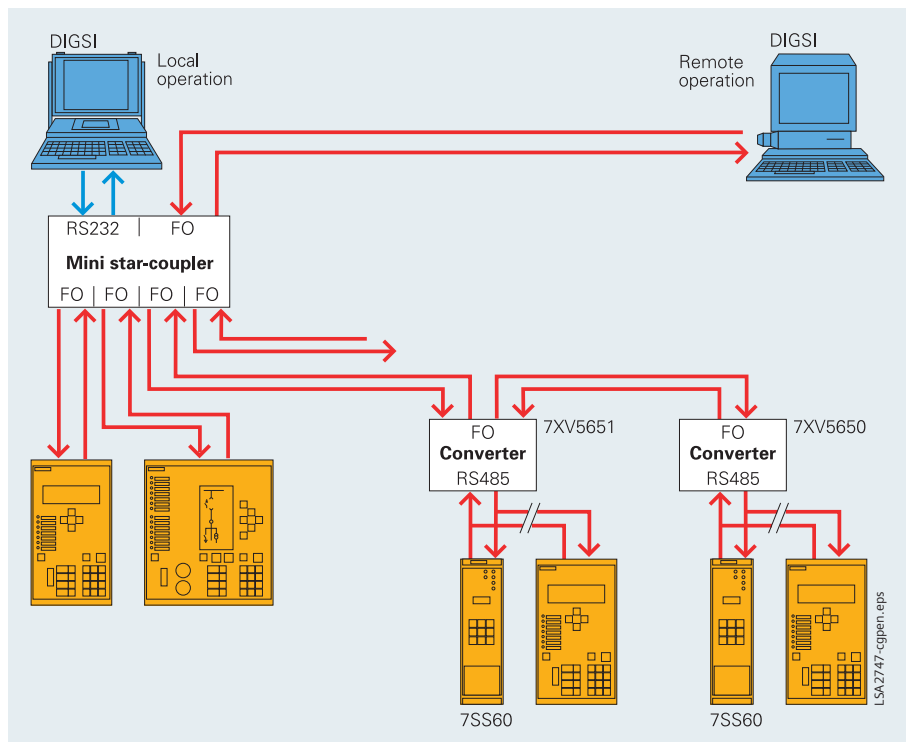 DIGSI
Local
operation
DIGSI
Remote
operation
RS232 | FO
Mini star-coupler
FO | FO | FO | FO
7XV5651
FO
Converter
RS485
7XV5650
FO
Converter
RS485
7SS60
7SS60
LSA2747-cgpen.eps